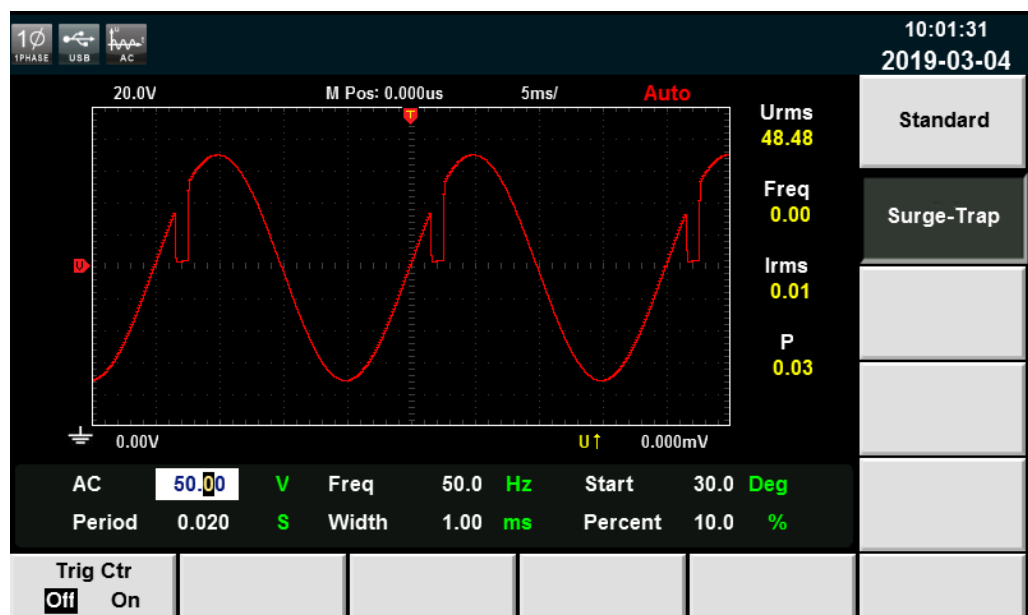 1Ø
1PHASE
USB
U
t
AC
10:01:31
2019-03-04
20.0V M Pos: 0.000us 5ms/ Auto
T
U
Urms
48.48
Freq
0.00
Irms
0.01
P
0.03
0.00V U↑ 0.000mV
Standard
Surge-Trap
AC 50.00 V Freq 50.0 Hz Start 30.0 Deg
Period 0.020 S Width 1.00 ms Percent 10.0 %
Trig Ctr
Off On